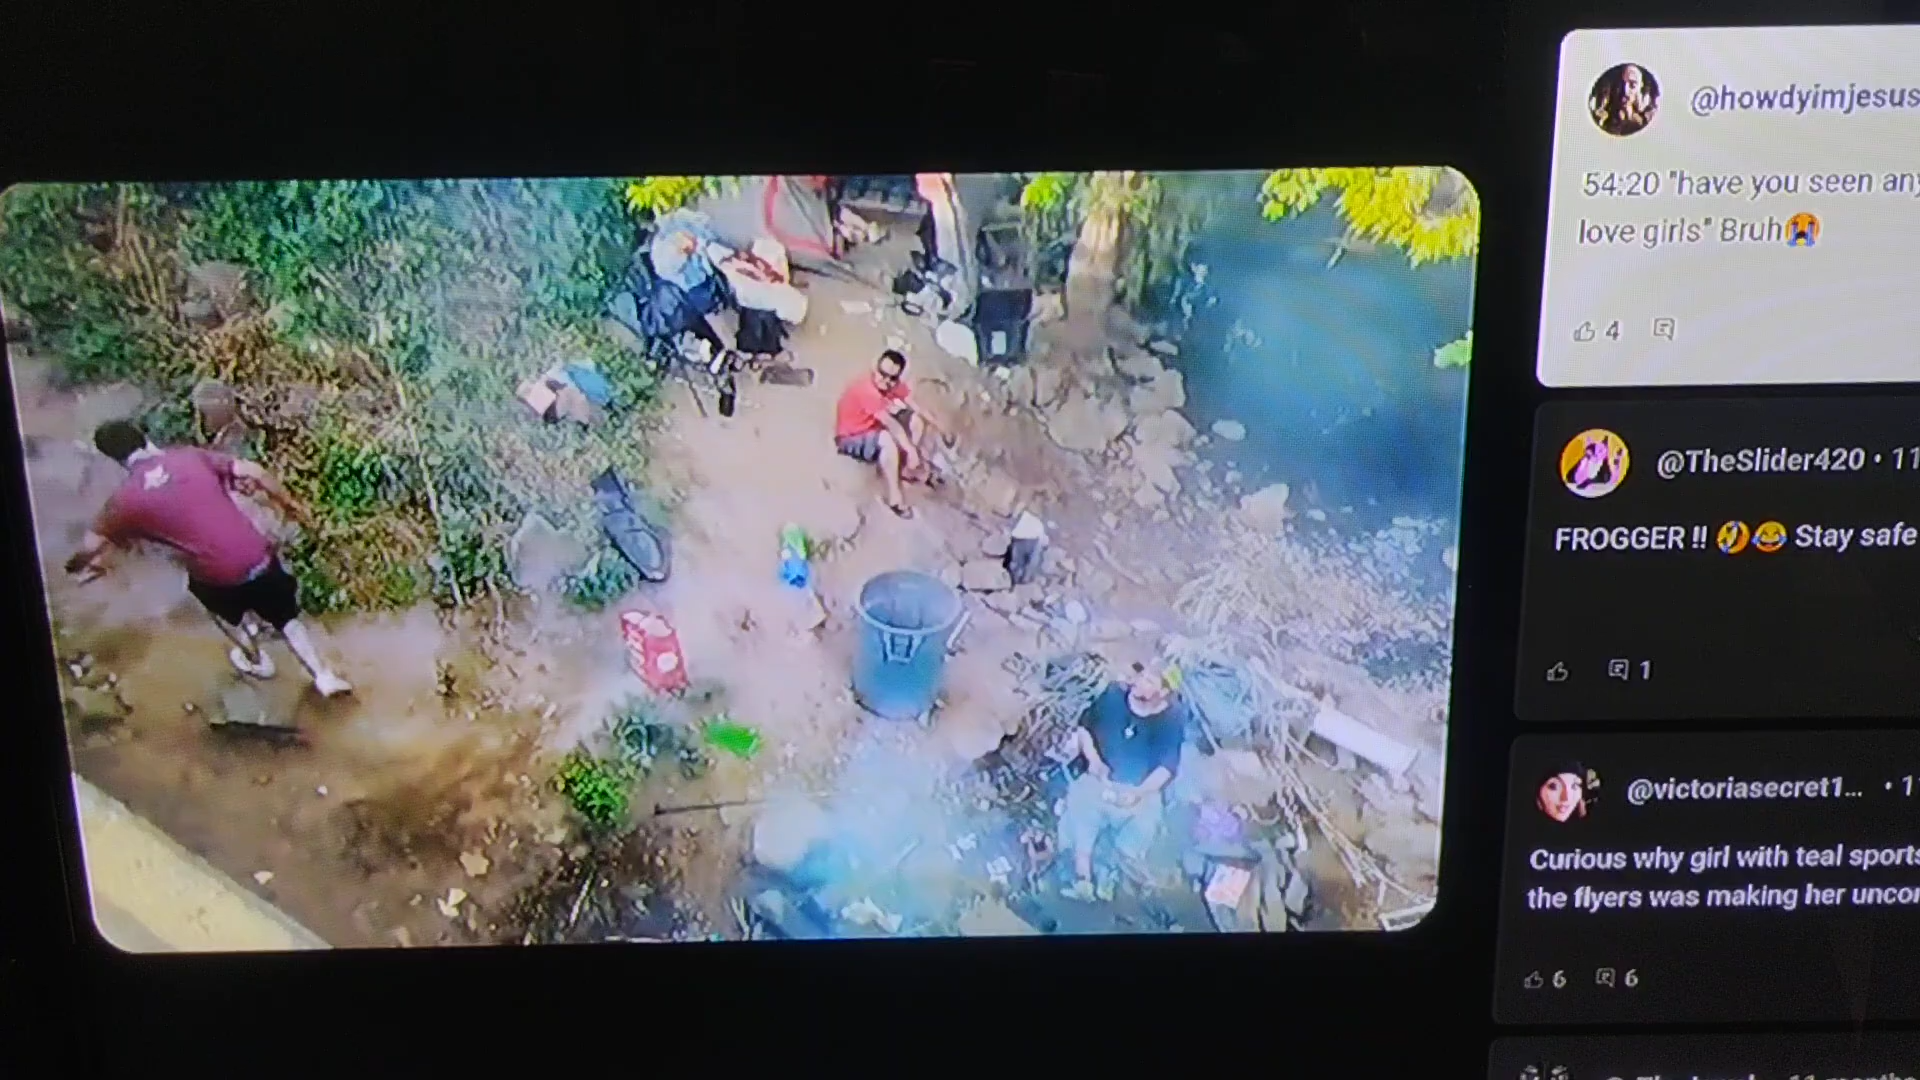 @howdyimjesus
54:20 "have you seen any
love girls" Bruh😭
4
@TheSlider420 • 11
FROGGER !! 🤣😂 Stay safe
1
@victoriasecret1... • 1
Curious why girl with teal sports
the flyers was making her uncor
6 6